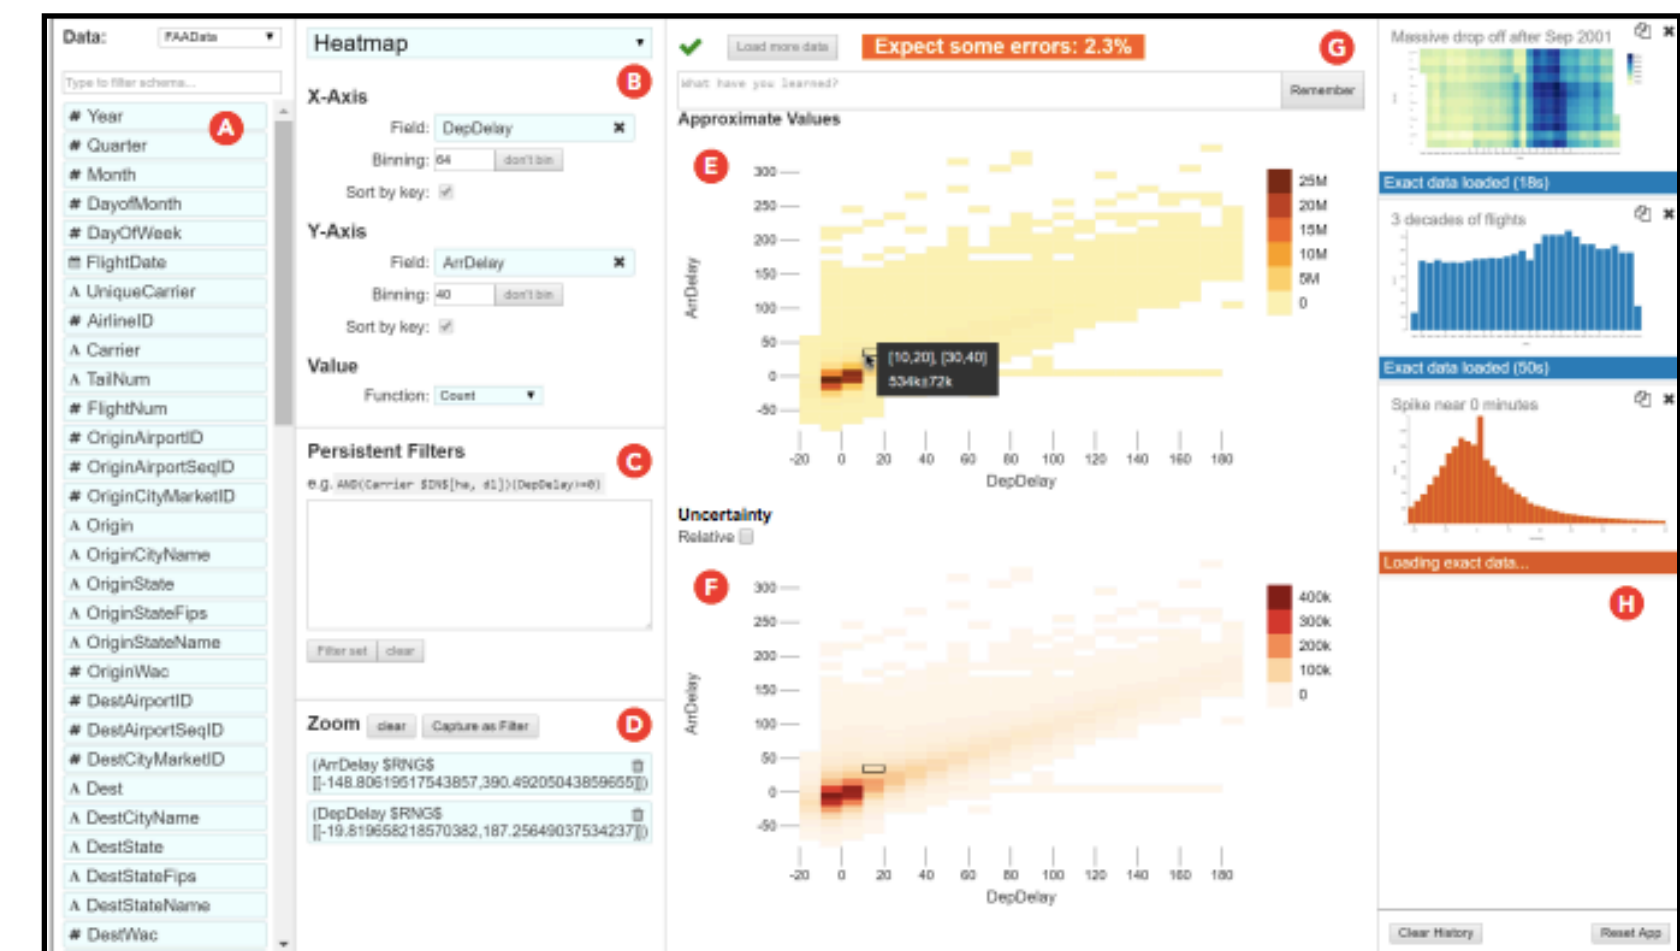 Data: FAAData
Type to filter schema...
# Year
# Quarter
# Month
# DayofMonth
# DayOfWeek
FlightDate
A UniqueCarrier
# AirlineID
A Carrier
A TailNum
# FlightNum
# OriginAirportID
# OriginAirportSeqID
# OriginCityMarketID
A Origin
A OriginCityName
A OriginState
A OriginStateFips
A OriginStateName
# OriginWac
# DestAirportID
# DestAirportSeqID
# DestCityMarketID
A Dest
A DestCityName
A DestState
A DestStateFips
A DestStateName
# DestWac
A
Heatmap
B
X-Axis
Field: DepDelay
Binning: 64 don't bin
Sort by key:
Y-Axis
Field: ArrDelay
Binning: 40 don't bin
Sort by key:
Value
Function: Count
Persistent Filters
C
e.g. AND(Carrier $IN$[ha, dl])(DepDelay>=0)
Filter set clear
Zoom clear Capture as Filter
D
(ArrDelay $RNG$
[[-148.80619517543857,390.49205043859655]])
(DepDelay $RNG$
[[-19.819658218570382,187.25649037534237]])
Load more data
Expect some errors: 2.3%
G
What have you learned?
Remember
Approximate Values
E
300
250
200
150
100
50
0
-50
ArrDelay
-20 0 20 40 60 80 100 120 140 160 180
DepDelay
[10,20], [30,40]
534k±72k
25M
20M
15M
10M
5M
0
Uncertainty
Relative
F
300
250
200
150
100
50
0
-50
ArrDelay
-20 0 20 40 60 80 100 120 140 160 180
DepDelay
400k
300k
200k
100k
0
Massive drop off after Sep 2001
Exact data loaded (18s)
3 decades of flights
Exact data loaded (50s)
Spike near 0 minutes
Loading exact data...
H
Clear History Reset App